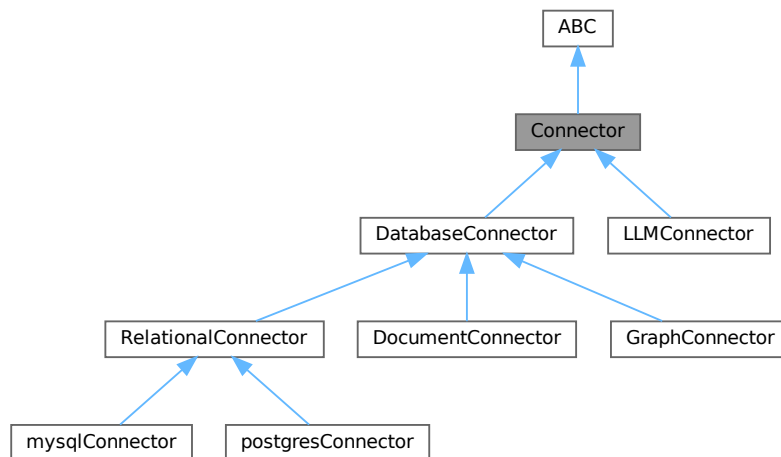 ABC
Connector
DatabaseConnector
LLMConnector
RelationalConnector
DocumentConnector
GraphConnector
mysqlConnector
postgresConnector